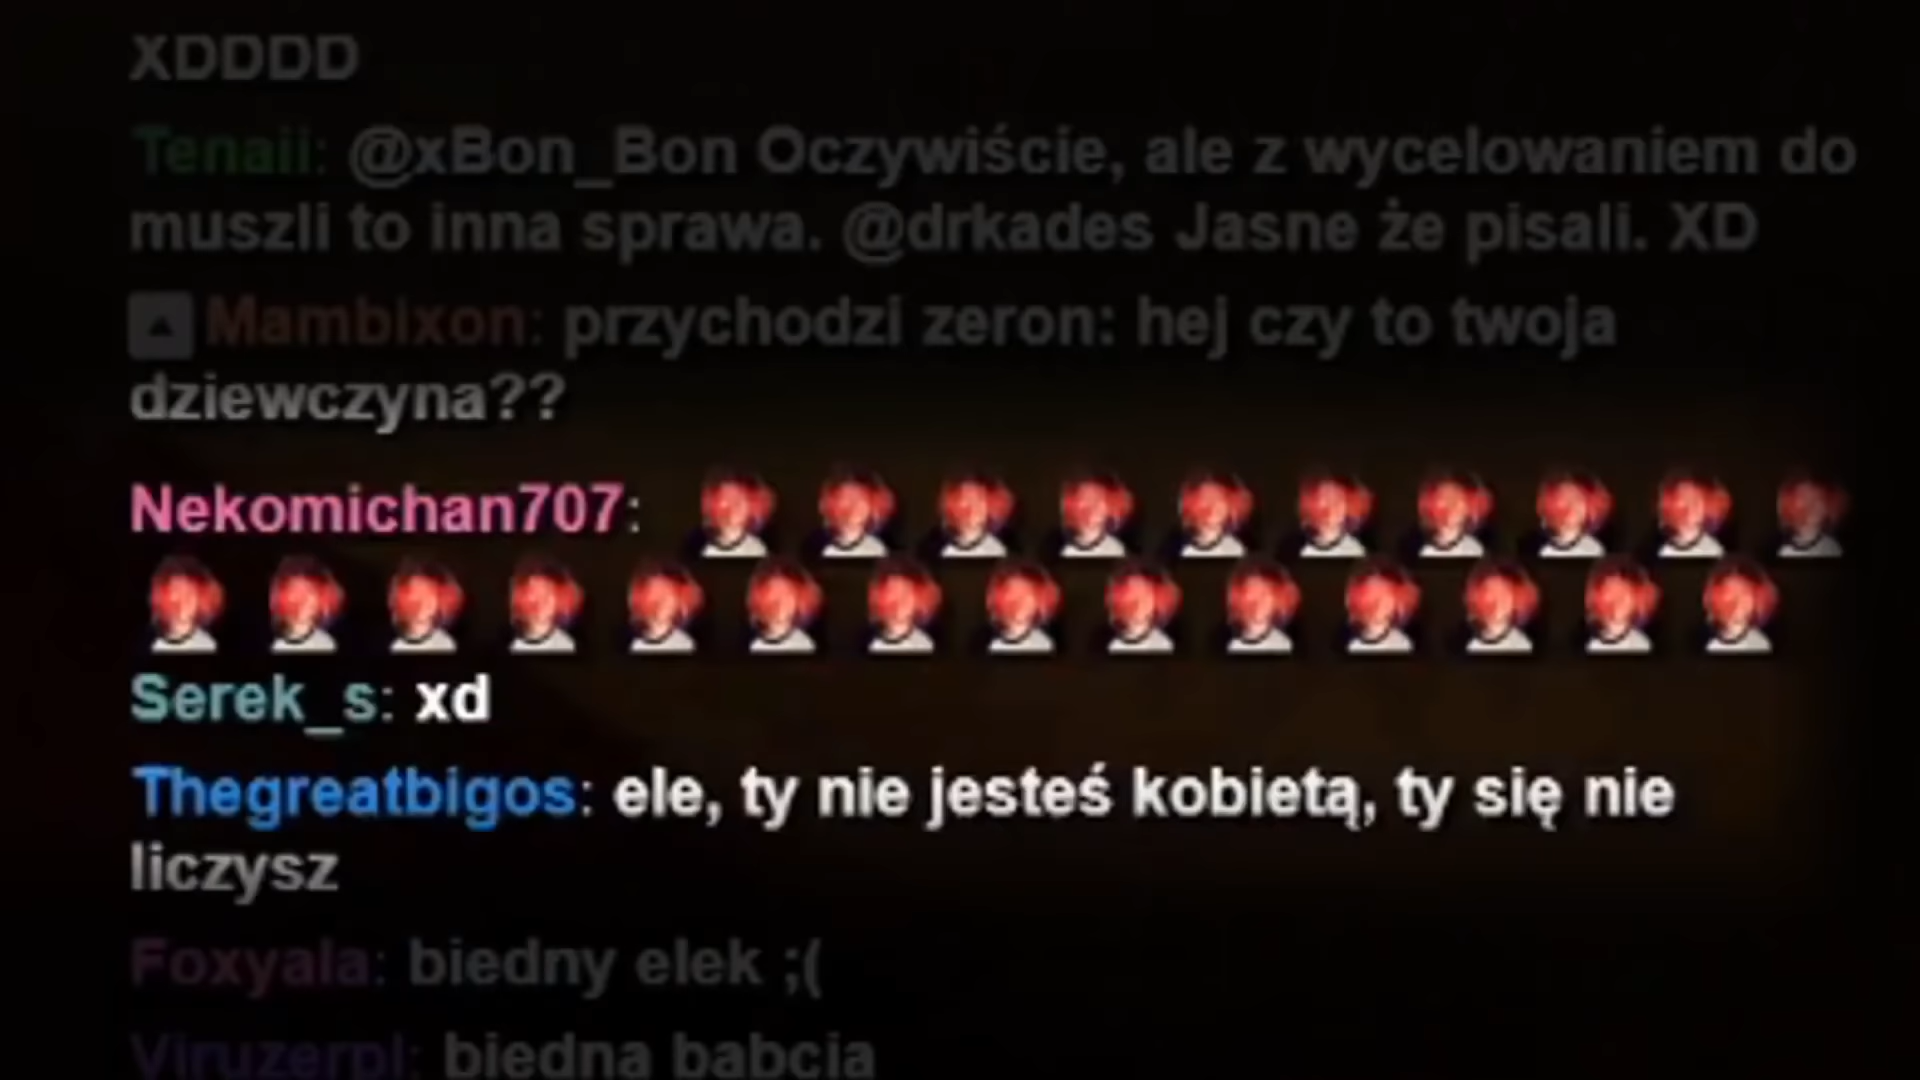 XDDDD
Tenaii: @xBon_Bon Oczywiście, ale z wycelowaniem do
muszli to inna sprawa. @drkades Jasne że pisali. XD
Mambixon: przychodzi zeron: hej czy to twoja
dziewczyna??
Nekomichan707:
Serek_s: xd
Thegreatbigos: ele, ty nie jesteś kobietą, ty się nie
liczysz
Foxyala: biedny elek ;(
Viruzerpl: biedna babcia